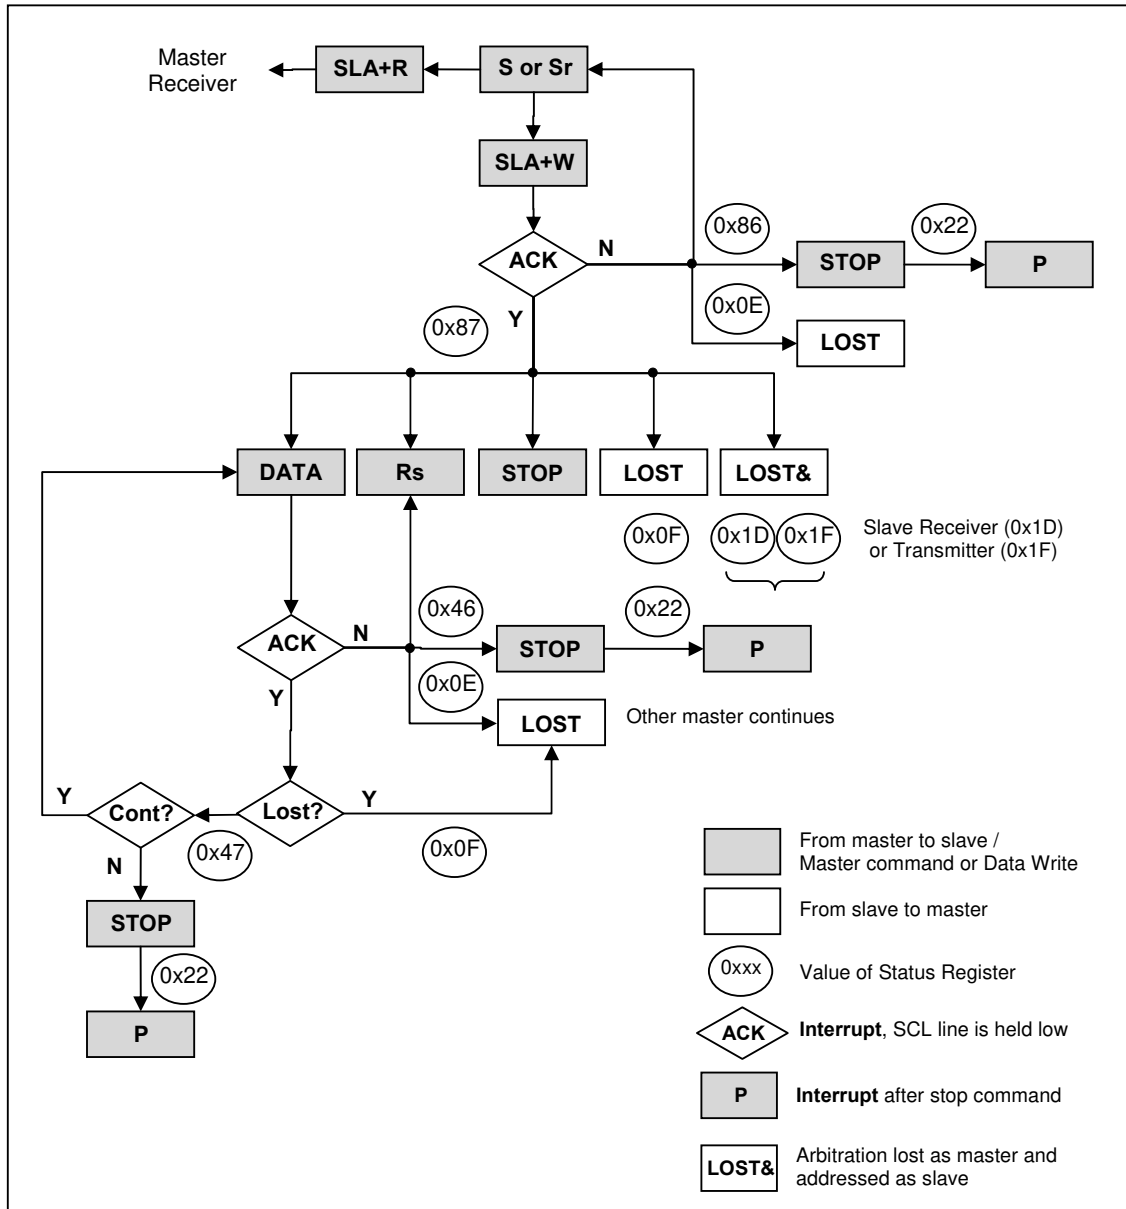 Master
Receiver
SLA+R
S or Sr
SLA+W
ACK
N
Y
0x86
STOP
0x22
P
0x0E
LOST
0x87
DATA
Rs
STOP
LOST
LOST&
0x0F
0x1D
0x1F
Slave Receiver (0x1D)
or Transmitter (0x1F)
ACK
N
Y
0x46
STOP
0x22
P
0x0E
LOST
Other master continues
Y
Cont?
Lost?
Y
0x47
0x0F
N
STOP
0x22
P
From master to slave /
Master command or Data Write
From slave to master
0xxx
Value of Status Register
ACK
Interrupt, SCL line is held low
P
Interrupt after stop command
LOST&
Arbitration lost as master and
addressed as slave